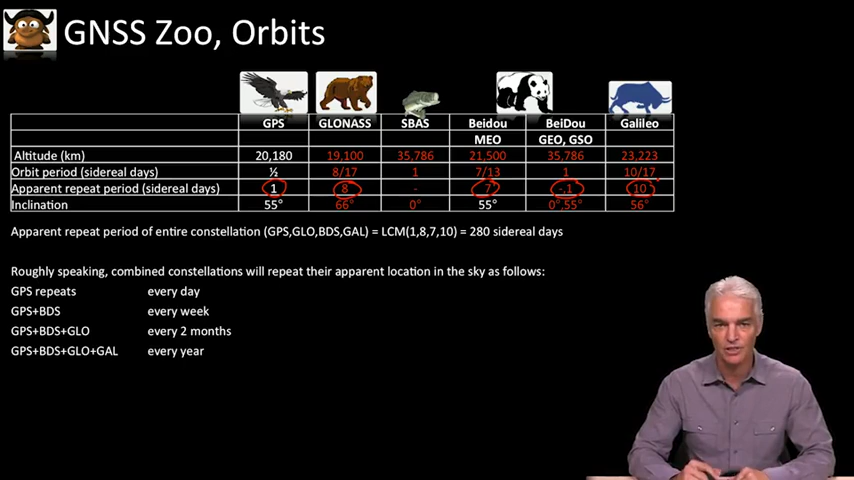 GNSS Zoo, Orbits
GPS GLONASS SBAS Beidou BeiDou Galileo
MEO GEO, GSO
Altitude (km) 20,180 19,100 35,786 21,500 35,786 23,223
Orbit period (sidereal days) ½ 8/17 1 7/13 1 10/17
Apparent repeat period (sidereal days) 1 8 - 7 -,1 10
Inclination 55° 66° 0° 55° 0°,55° 56°
Apparent repeat period of entire constellation (GPS,GLO,BDS,GAL) = LCM(1,8,7,10) = 280 sidereal days
Roughly speaking, combined constellations will repeat their apparent location in the sky as follows:
GPS repeats every day
GPS+BDS every week
GPS+BDS+GLO every 2 months
GPS+BDS+GLO+GAL every year